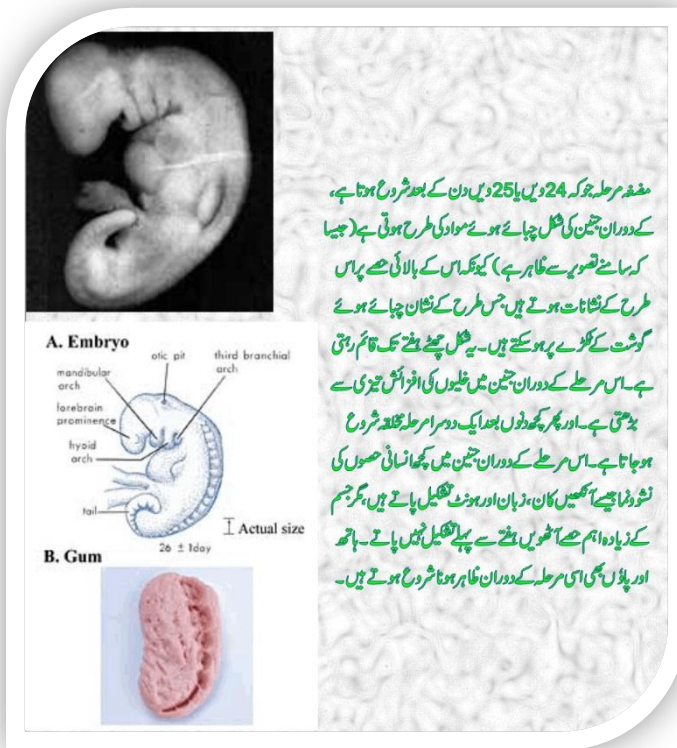 A. Embryo
otic pit
third branchial
arch
mandibular
arch
forebrain
prominence
hyoid
arch
tail
Actual size
26 ± 1day
B. Gum
مضغہ مرحلہ جو کہ 24 ویں یا 25 ویں دن کے بعد شروع ہوتا ہے،
کے دوران جنین کی شکل چبائے ہوئے مواد کی طرح ہوتی ہے (جیسا
کہ سامنے تصویر سے ظاہر ہے) کیونکہ اس کے بالائی حصے پر اس
طرح کے نشانات ہوتے ہیں جس طرح کے نشان چبائے ہوئے
گوشت کے ٹکڑے پر ہو سکتے ہیں۔ یہ شکل چھٹے ہفتے تک قائم رہتی
ہے۔ اس مرحلے کے دوران جنین میں خلیوں کی افزائش تیزی سے
بڑھتی ہے۔ اور پھر کچھ دنوں بعد ایک دوسرا مرحلہ تخلقہ شروع
ہو جاتا ہے۔ اس مرحلے کے دوران جنین میں کچھ انسانی حصوں کی
نشوونما جیسے آنکھیں کان، زبان اور ہونٹ تشکیل پاتے ہیں، مگر جسم
کے زیادہ اہم حصے آٹھویں ہفتے سے پہلے تشکیل نہیں پاتے۔ ہاتھ
اور پاؤں بھی اسی مرحلہ کے دوران ظاہر ہونا شروع ہوتے ہیں۔